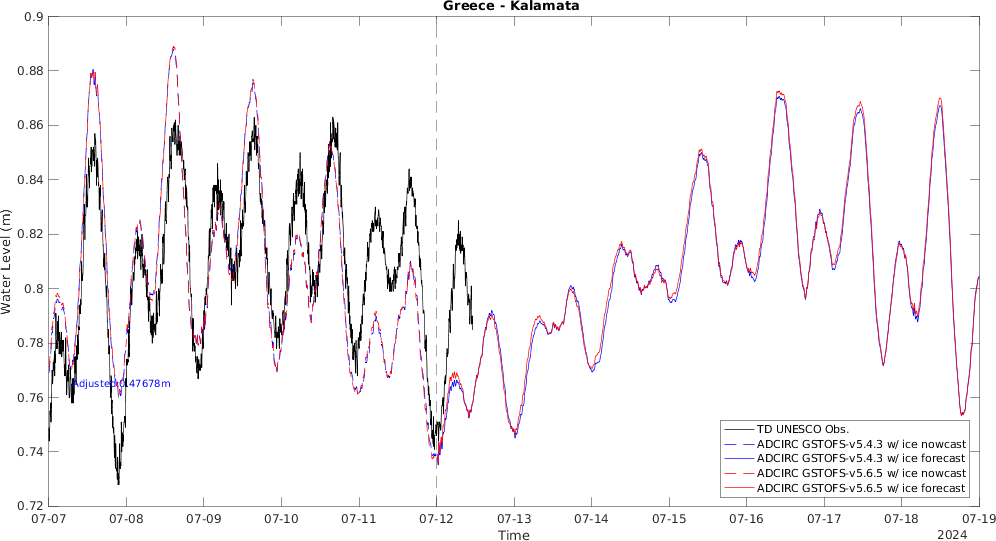 Greece - Kalamata
0.9
0.88
0.86
0.84
0.82
0.8
0.78
0.76
0.74
0.72
Water Level (m)
Adjusted:0.47678m
TD UNESCO Obs.
ADCIRC GSTOFS-v5.4.3 w/ ice nowcast
ADCIRC GSTOFS-v5.4.3 w/ ice forecast
ADCIRC GSTOFS-v5.6.5 w/ ice nowcast
ADCIRC GSTOFS-v5.6.5 w/ ice forecast
07-07 07-08 07-09 07-10 07-11 07-12 07-13 07-14 07-15 07-16 07-17 07-18 07-19
Time
2024